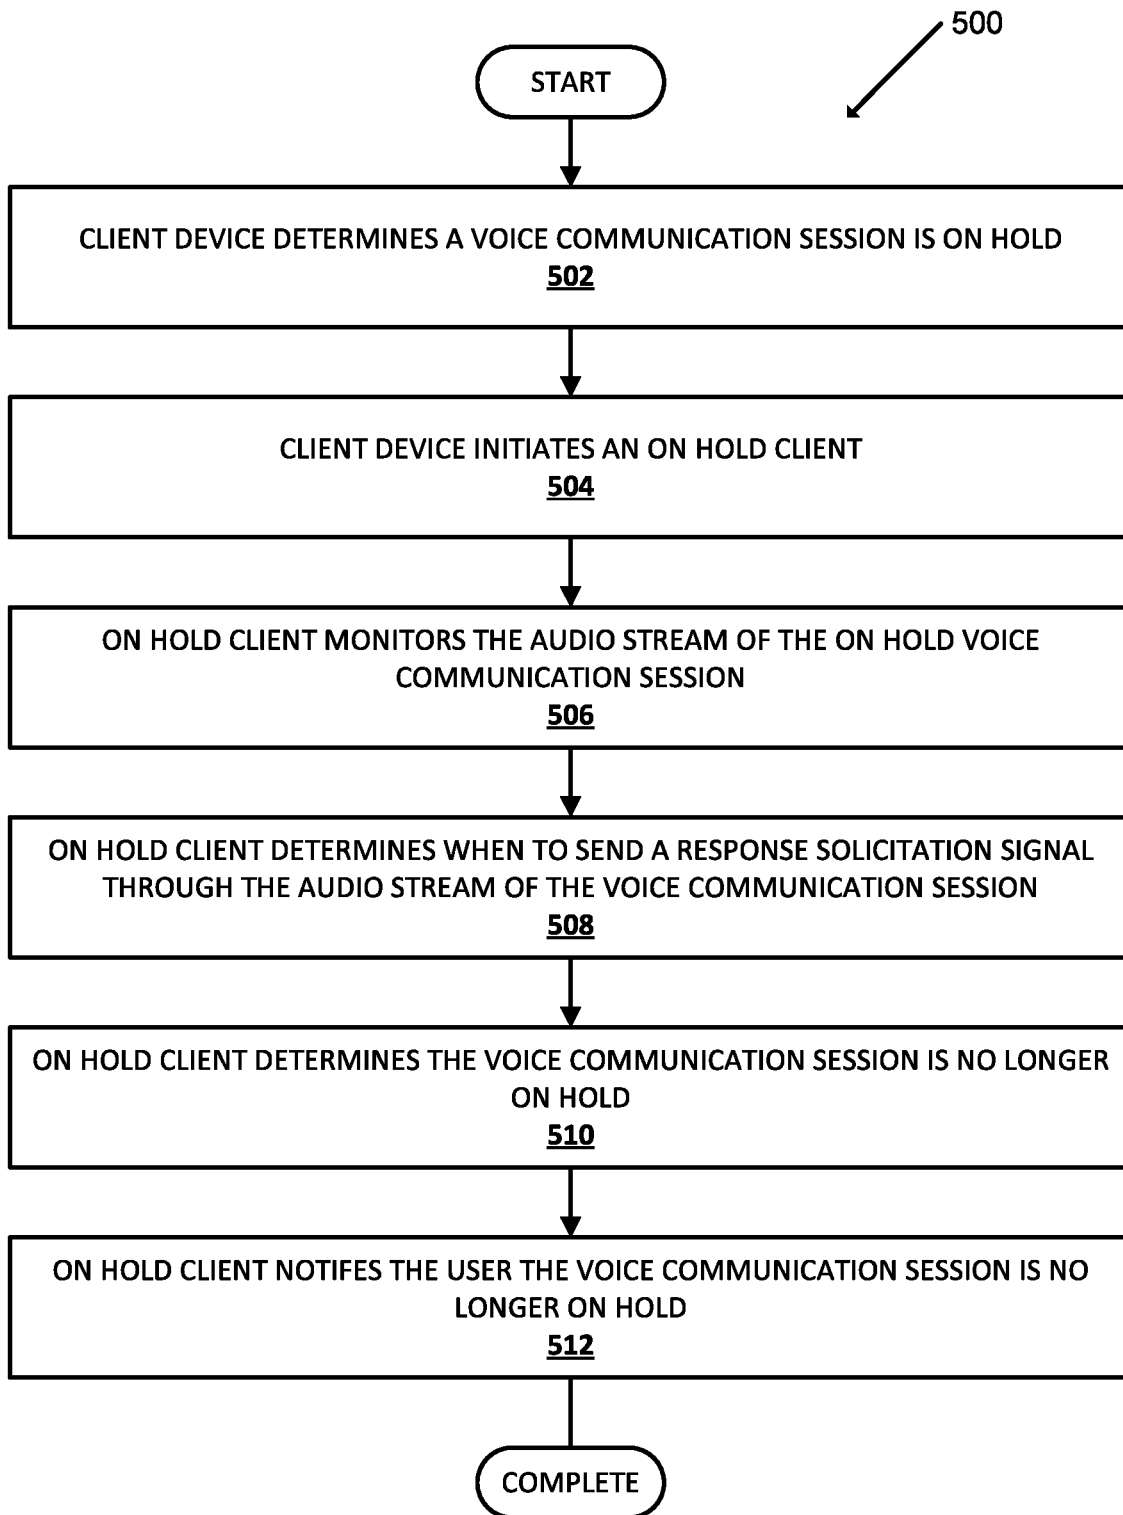 500
START
CLIENT DEVICE DETERMINES A VOICE COMMUNICATION SESSION IS ON HOLD
502
CLIENT DEVICE INITIATES AN ON HOLD CLIENT
504
ON HOLD CLIENT MONITORS THE AUDIO STREAM OF THE ON HOLD VOICE
COMMUNICATION SESSION
506
ON HOLD CLIENT DETERMINES WHEN TO SEND A RESPONSE SOLICITATION SIGNAL
THROUGH THE AUDIO STREAM OF THE VOICE COMMUNICATION SESSION
508
ON HOLD CLIENT DETERMINES THE VOICE COMMUNICATION SESSION IS NO LONGER
ON HOLD
510
ON HOLD CLIENT NOTIFES THE USER THE VOICE COMMUNICATION SESSION IS NO
LONGER ON HOLD
512
COMPLETE